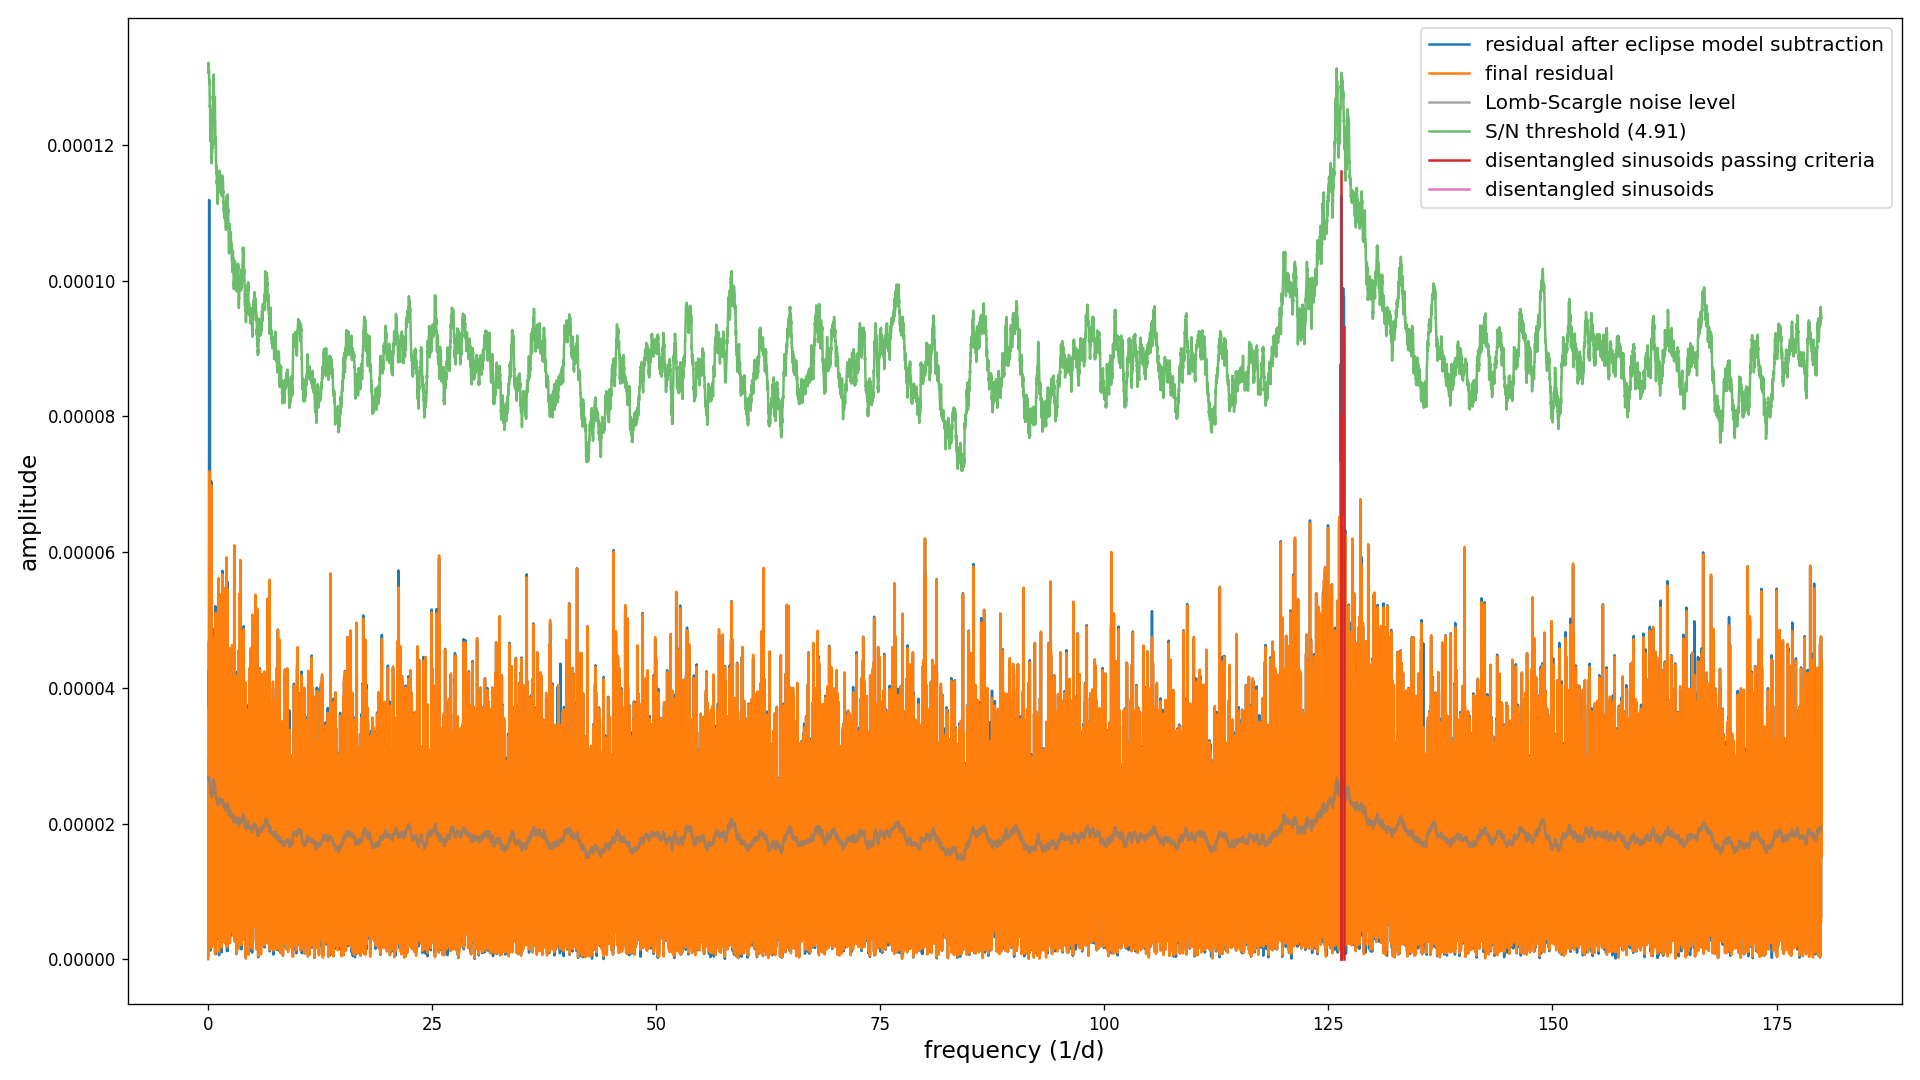 residual after eclipse model subtraction
final residual
Lomb-Scargle noise level
S/N threshold (4.91)
disentangled sinusoids passing criteria
disentangled sinusoids
amplitude
0.00012
0.00010
0.00008
0.00006
0.00004
0.00002
0.00000
0 25 50 75 100 125 150 175
frequency (1/d)